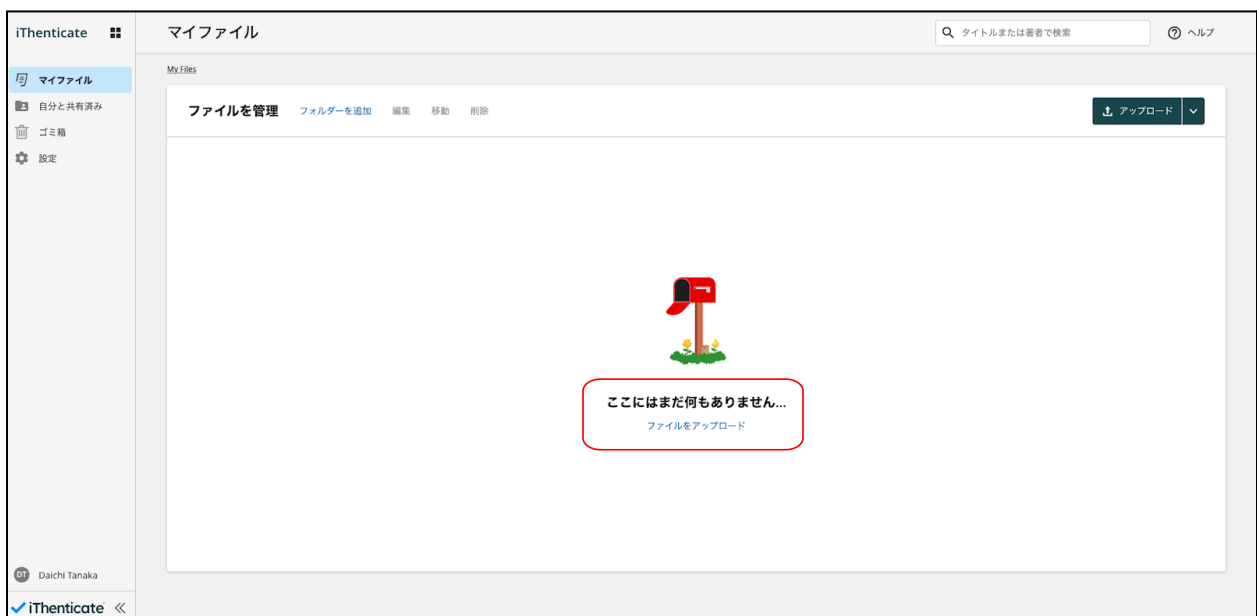 iThenticate
マイファイル
タイトルまたは著者で検索
ヘルプ
マイファイル
自分と共有済み
ゴミ箱
設定
My Files
ファイルを管理
フォルダーを追加
編集
移動
削除
アップロード
ここにはまだ何もありません...
ファイルをアップロード
DT
Daichi Tanaka
iThenticate